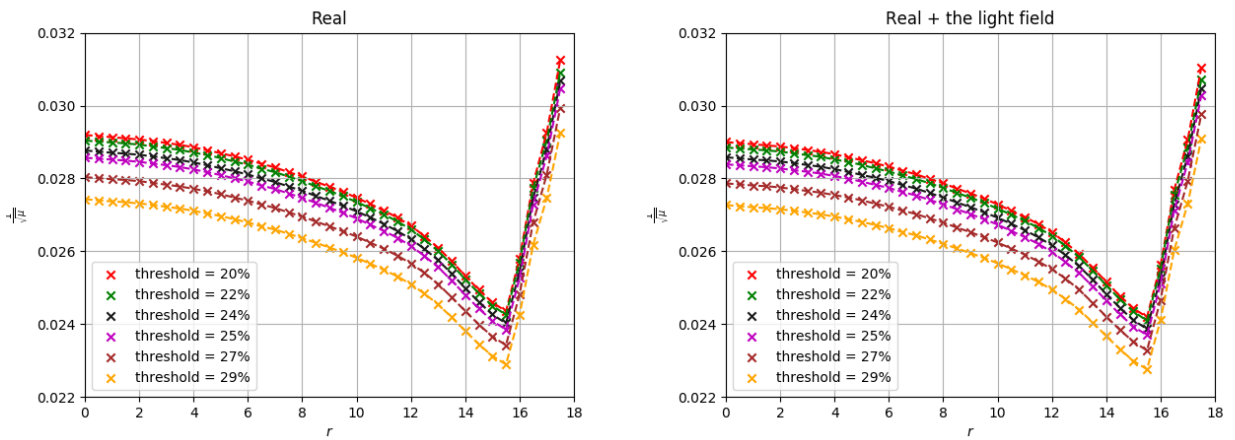 Real
0.032
0.030
0.028
0.026
0.024
0.022
1/√μ
threshold = 20%
threshold = 22%
threshold = 24%
threshold = 25%
threshold = 27%
threshold = 29%
0 2 4 6 8 10 12 14 16 18
r
Real + the light field
0.032
0.030
0.028
0.026
0.024
0.022
1/√μ
threshold = 20%
threshold = 22%
threshold = 24%
threshold = 25%
threshold = 27%
threshold = 29%
0 2 4 6 8 10 12 14 16 18
r